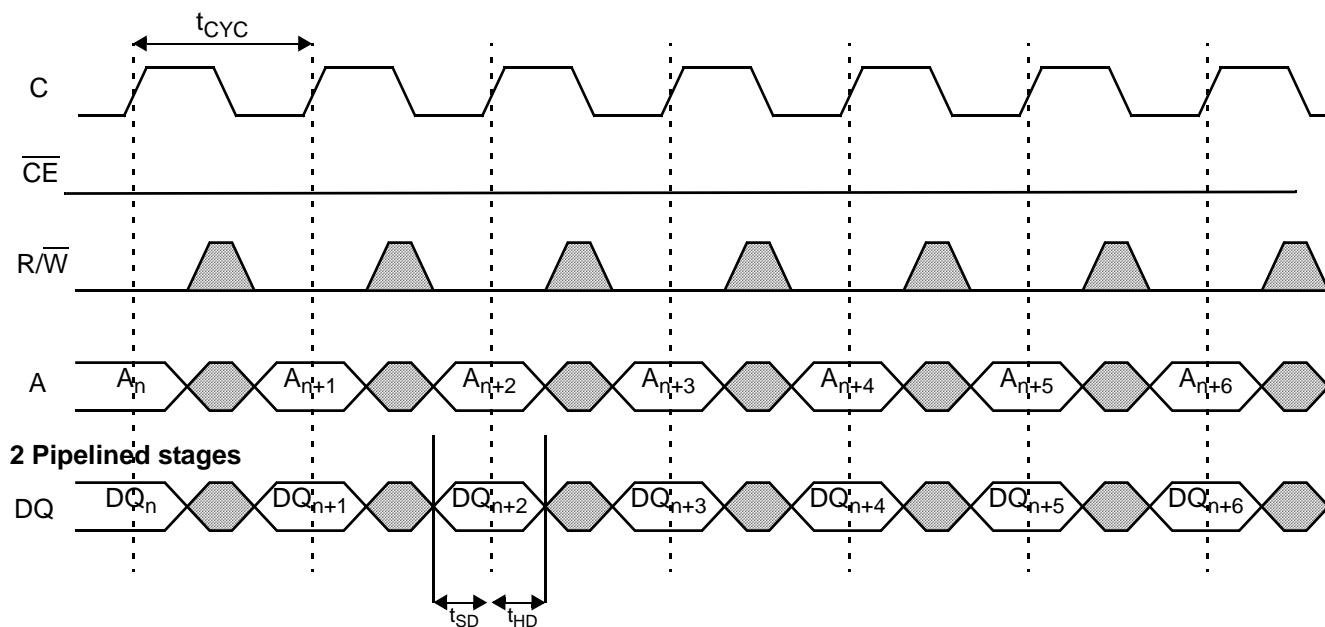 tCYC
C
CE
R/W
A
An An+1 An+2 An+3 An+4 An+5 An+6
2 Pipelined stages
DQ
DQn DQn+1 DQn+2 DQn+3 DQn+4 DQn+5 DQn+6
tSD tHD